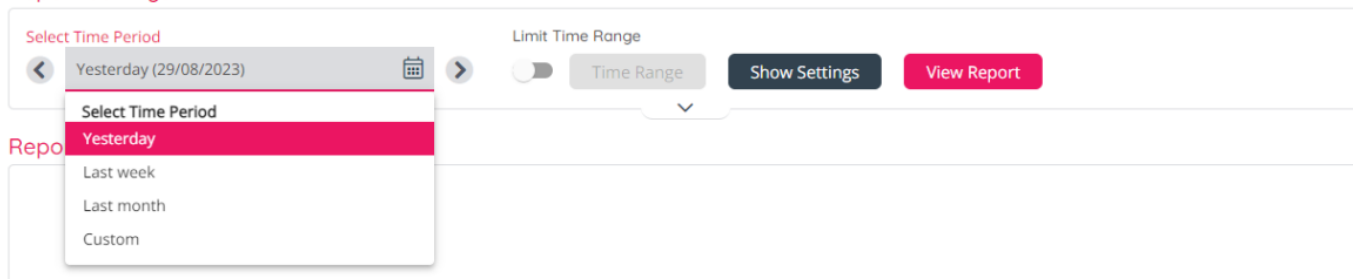 Select Time Period
Limit Time Range
Yesterday (29/08/2023)
Time Range
Show Settings
View Report
Select Time Period
Yesterday
Last week
Last month
Custom